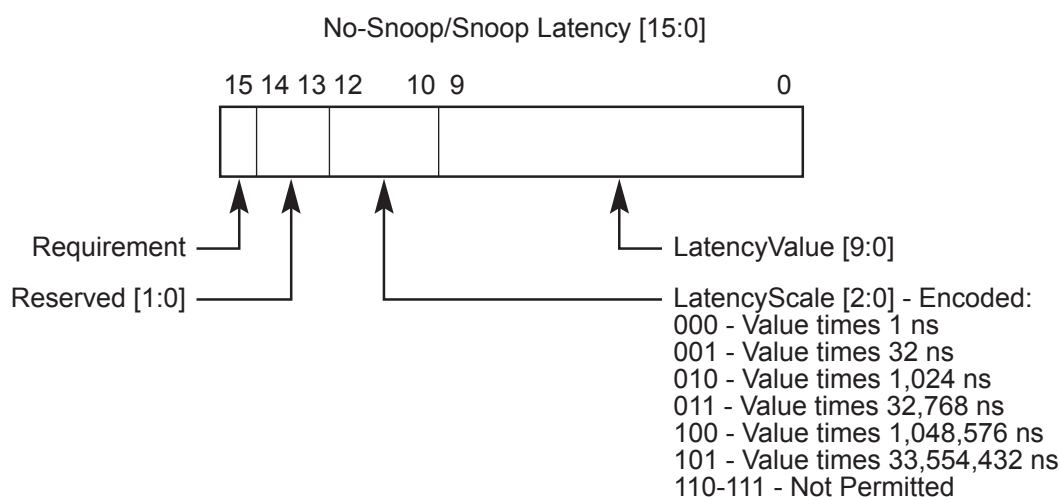 No-Snoop/Snoop Latency [15:0]
15 14 13 12 10 9 0
Requirement
LatencyValue [9:0]
Reserved [1:0]
LatencyScale [2:0] - Encoded:
000 - Value times 1 ns
001 - Value times 32 ns
010 - Value times 1,024 ns
011 - Value times 32,768 ns
100 - Value times 1,048,576 ns
101 - Value times 33,554,432 ns
110-111 - Not Permitted